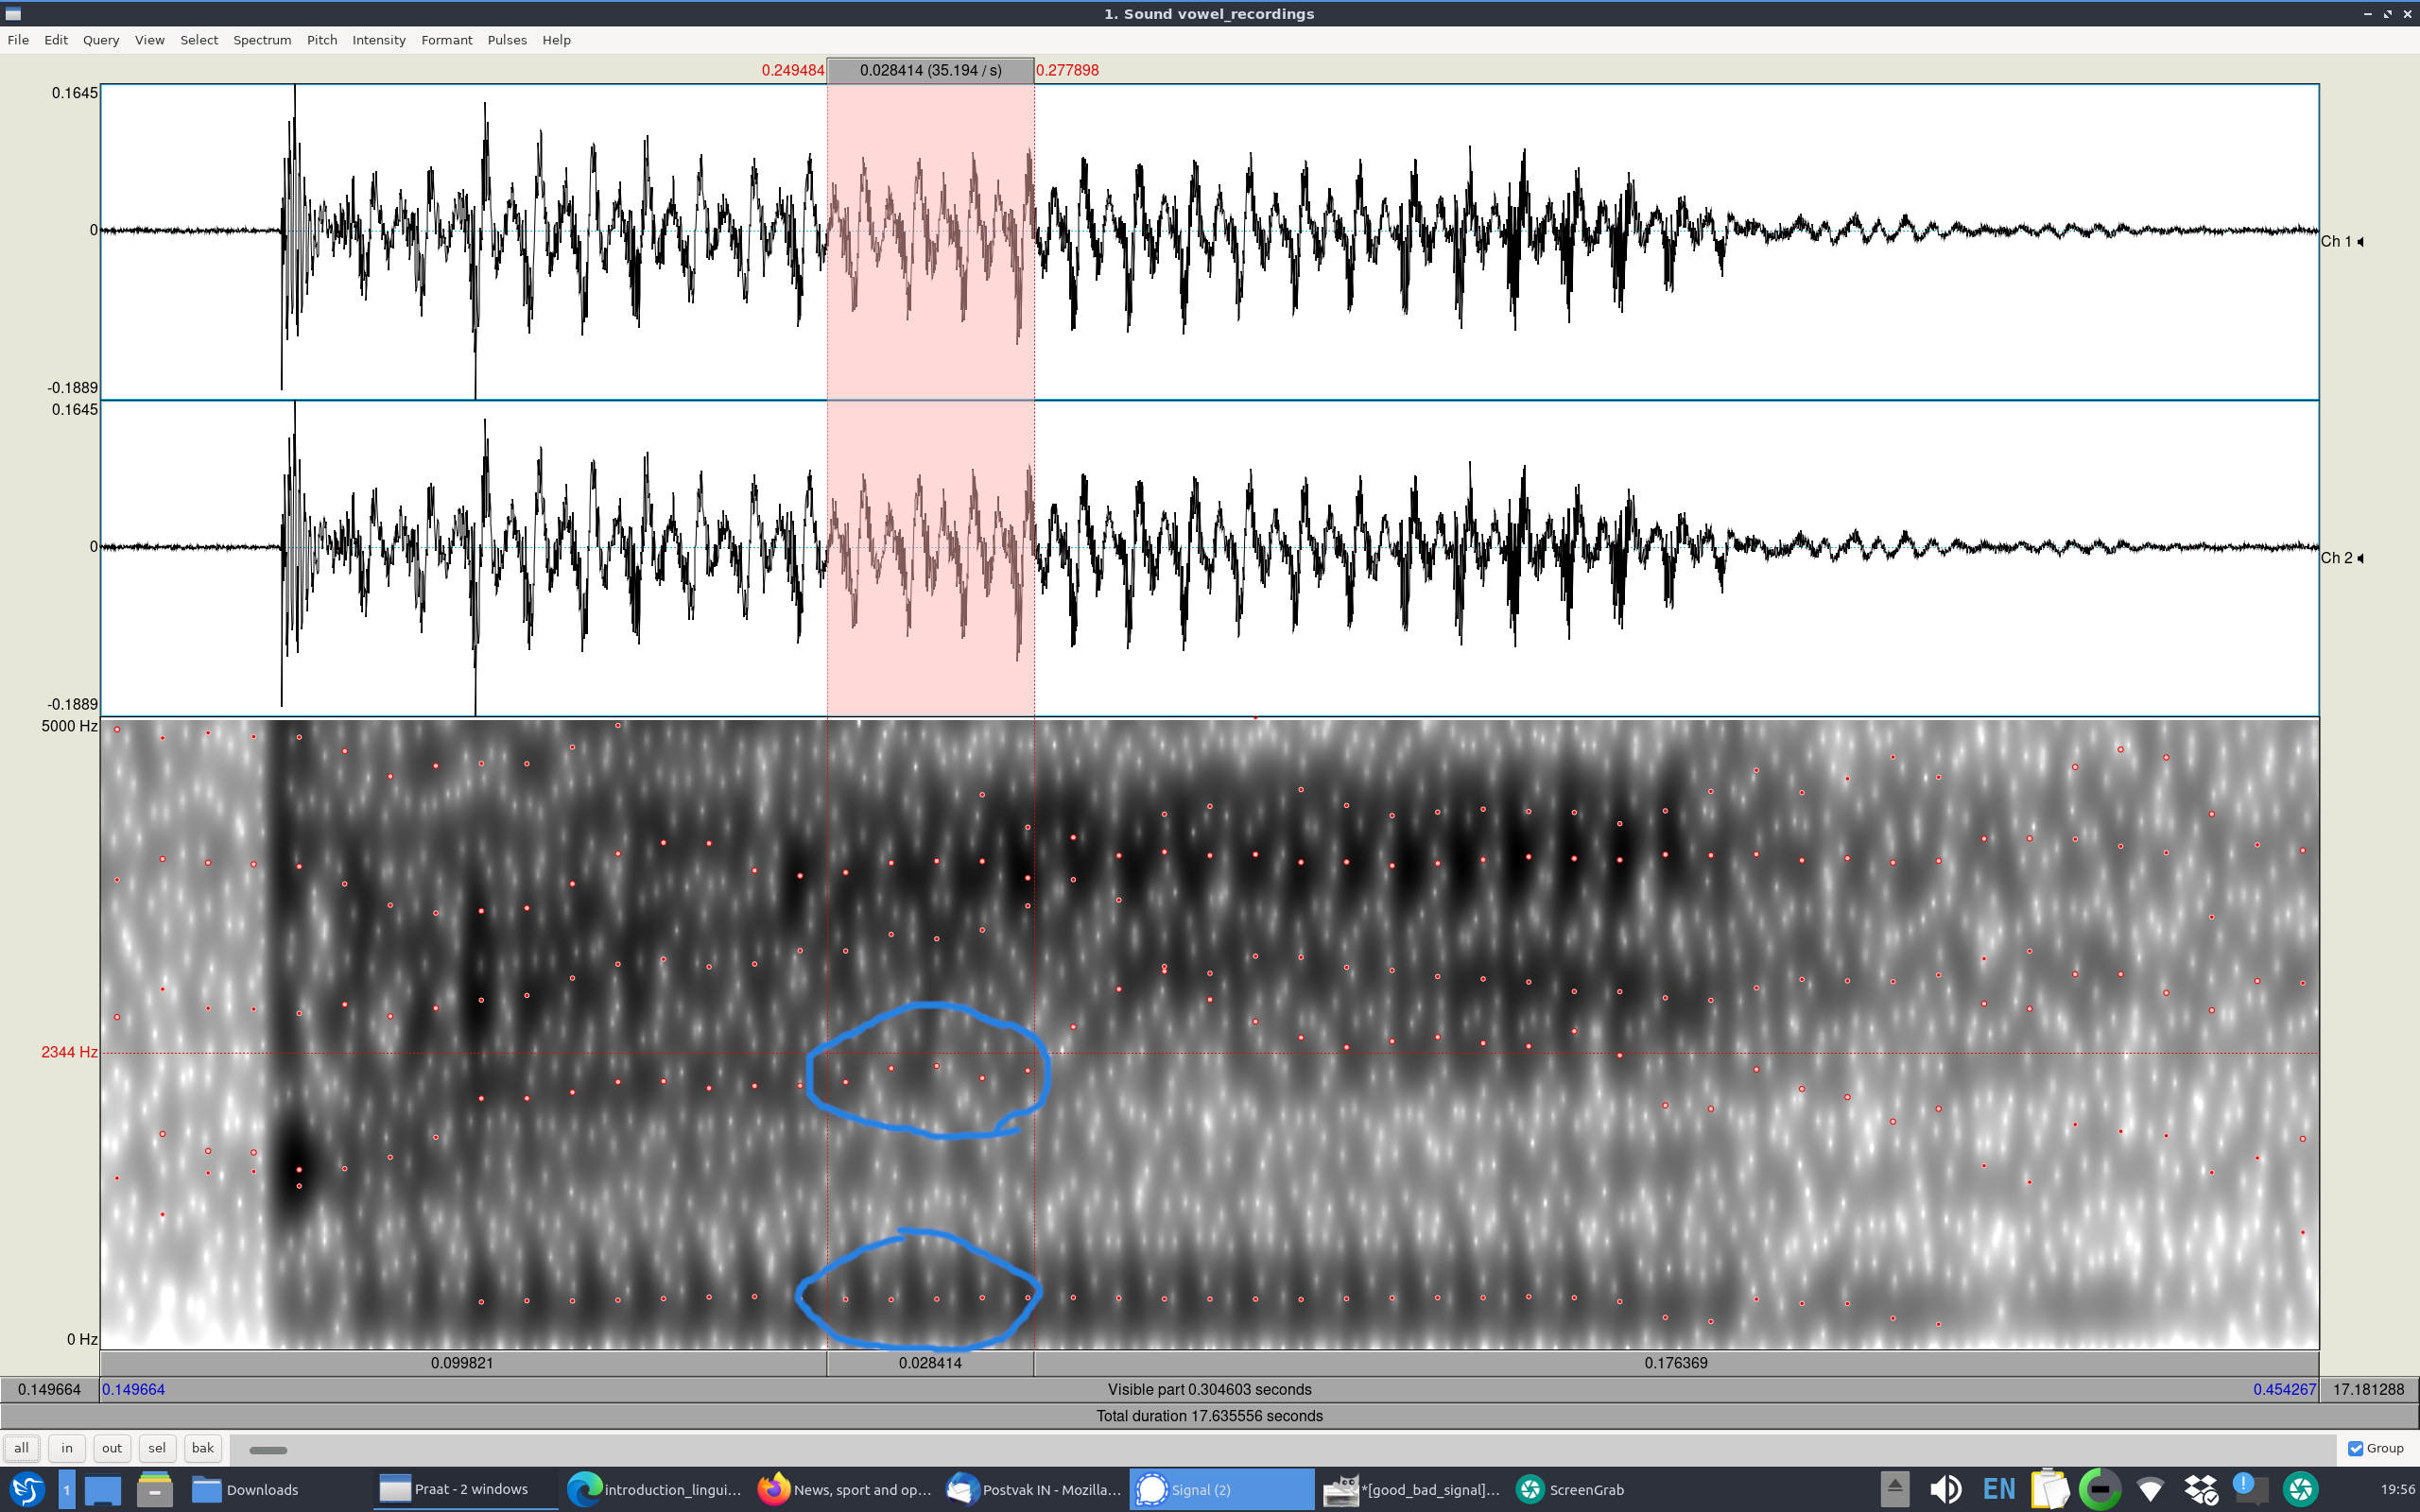 1. Sound vowel_recordings
File Edit Query View Select Spectrum Pitch Intensity Formant Pulses Help
0.249484 0.028414 (35.194 / s) 0.277898
0.1645
0
Ch 1
-0.1889
0.1645
0
Ch 2
-0.1889
5000 Hz
2344 Hz
0 Hz
0.099821 0.028414 0.176369
0.149664 0.149664 Visible part 0.304603 seconds 0.454267 17.181288
Total duration 17.635556 seconds
all in out sel bak Group
1 Downloads Praat - 2 windows introduction_lingui... News, sport and op... Postvak IN - Mozilla... Signal (2) *[good_bad_signal]... ScreenGrab EN 19:56